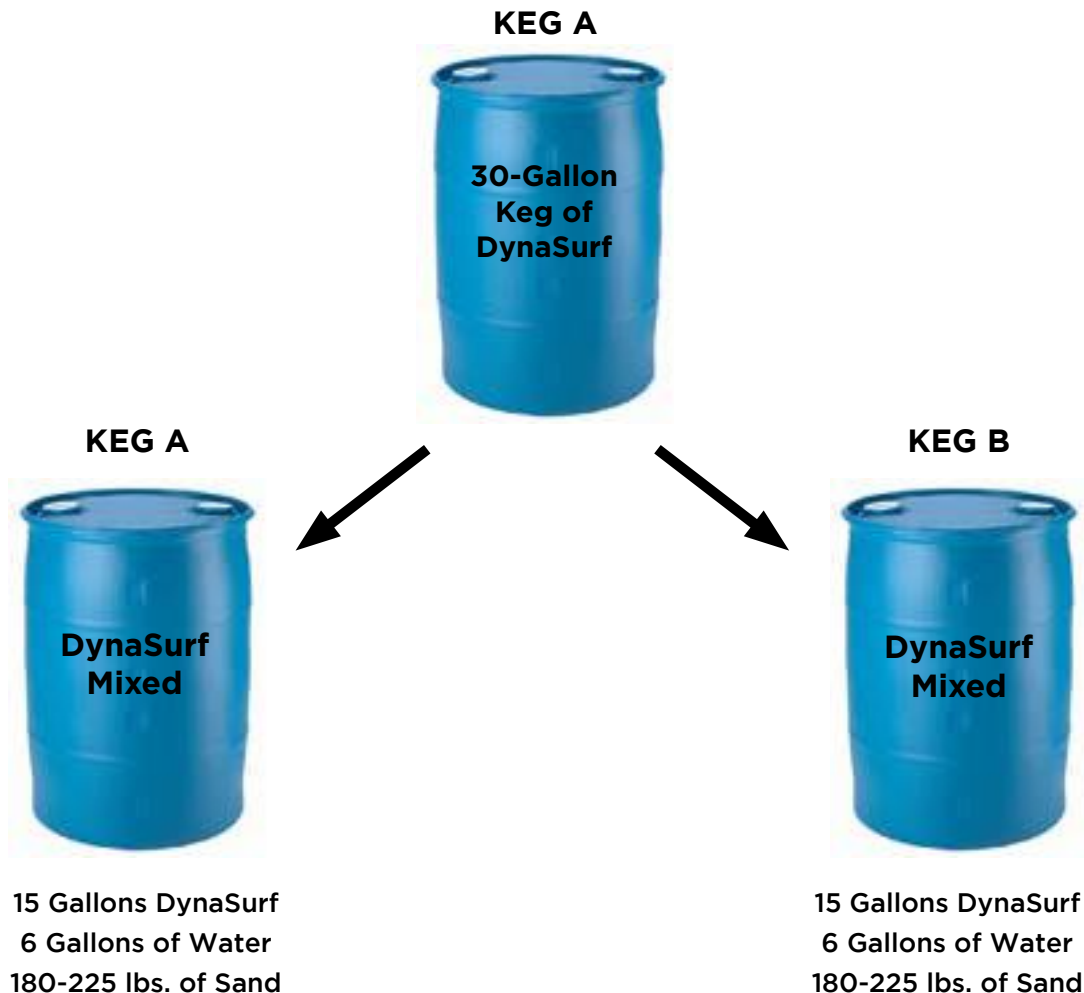 KEG A
30-Gallon
Keg of
DynaSurf
KEG A
DynaSurf
Mixed
15 Gallons DynaSurf
6 Gallons of Water
180-225 lbs. of Sand
KEG B
DynaSurf
Mixed
15 Gallons DynaSurf
6 Gallons of Water
180-225 lbs. of Sand